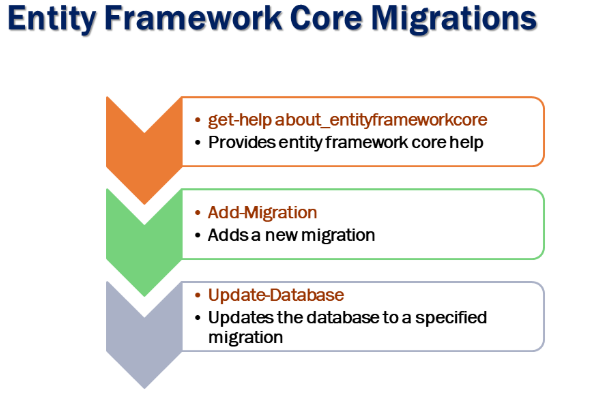 Entity Framework Core Migrations
• get-help about_entityframeworkcore
• Provides entity framework core help
• Add-Migration
• Adds a new migration
• Update-Database
• Updates the database to a specified
migration